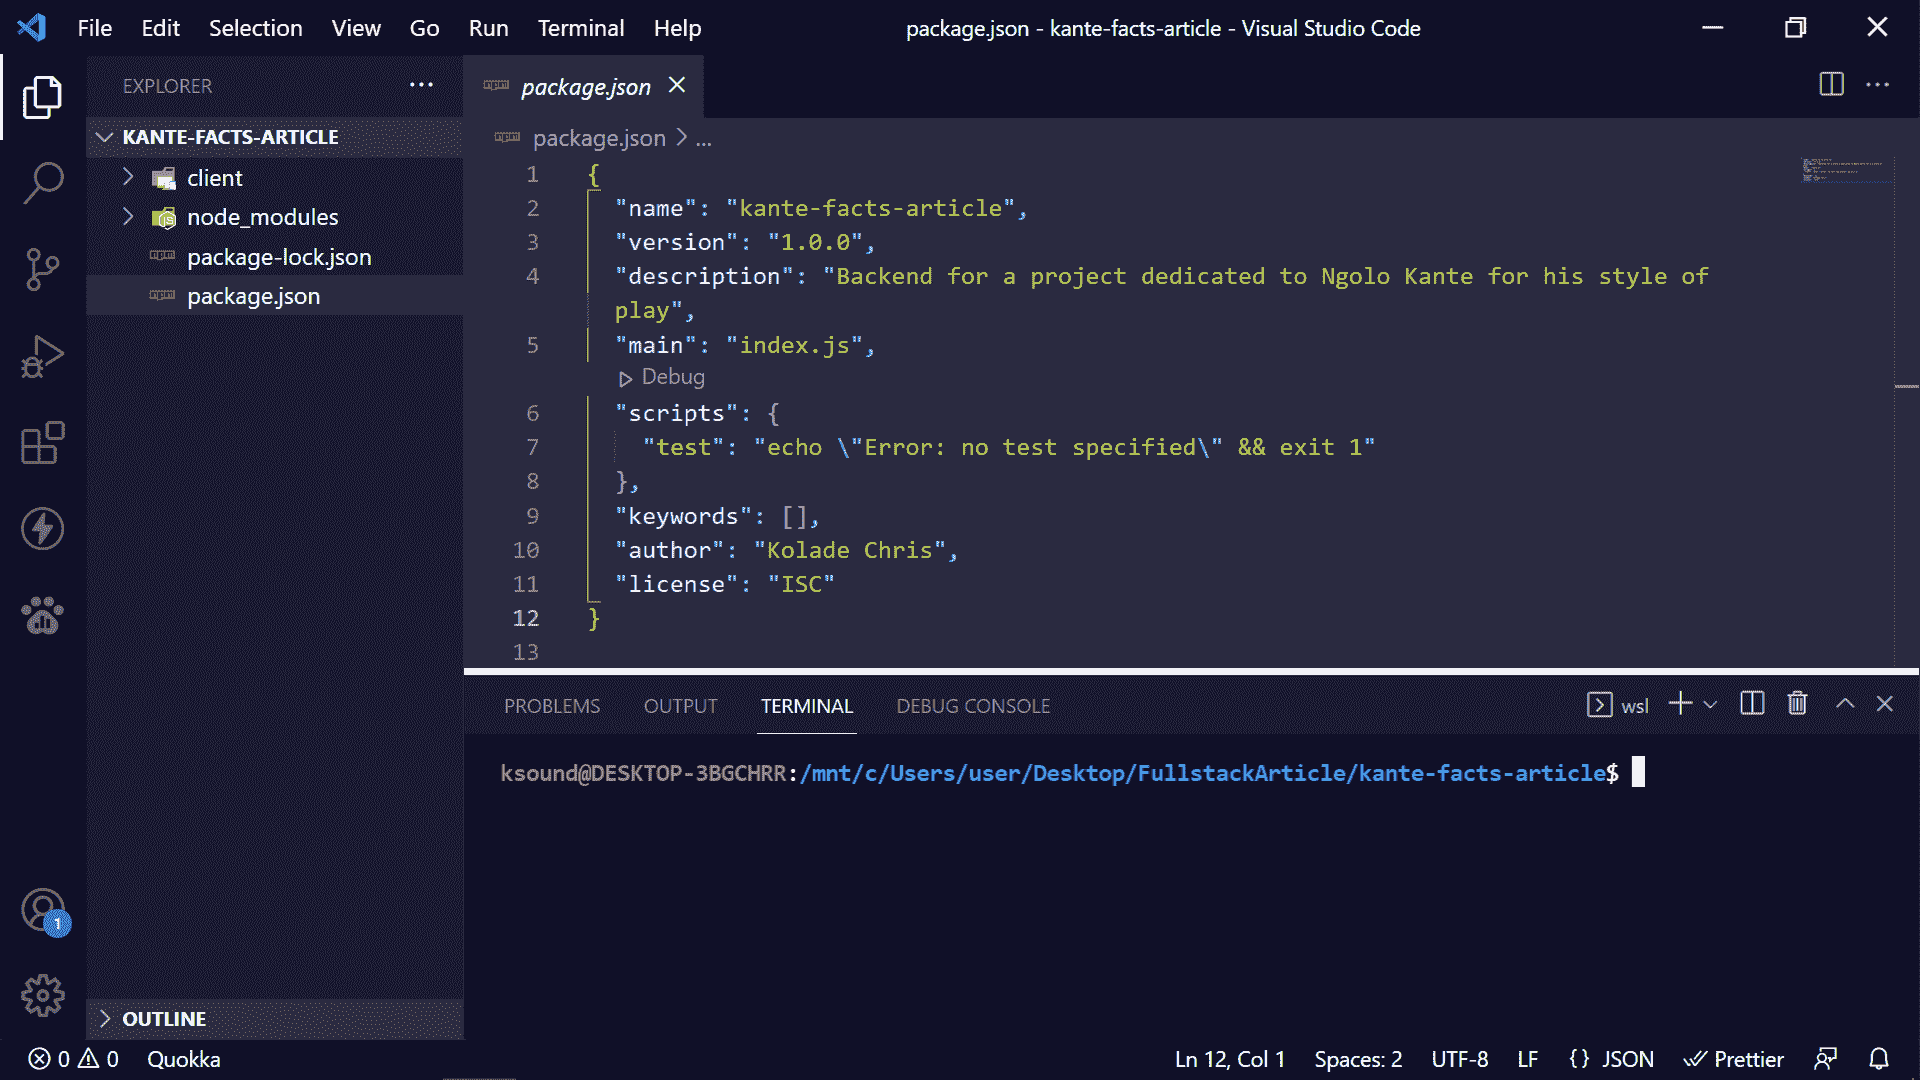 File Edit Selection View Go Run Terminal Help
package.json - kante-facts-article - Visual Studio Code
EXPLORER
KANTE-FACTS-ARTICLE
client
node_modules
package-lock.json
package.json
OUTLINE
package.json
package.json > ...
1 {
2 "name": "kante-facts-article",
3 "version": "1.0.0",
4 "description": "Backend for a project dedicated to Ngolo Kante for his style of
play",
5 "main": "index.js",
Debug
6 "scripts": {
7 "test": "echo \"Error: no test specified\" && exit 1"
8 },
9 "keywords": [],
10 "author": "Kolade Chris",
11 "license": "ISC"
12 }
13
PROBLEMS OUTPUT TERMINAL DEBUG CONSOLE
wsl
ksound@DESKTOP-3BGCHRR:/mnt/c/Users/user/Desktop/FullstackArticle/kante-facts-article$
1
0 0 Quokka
Ln 12, Col 1 Spaces: 2 UTF-8 LF {} JSON Prettier